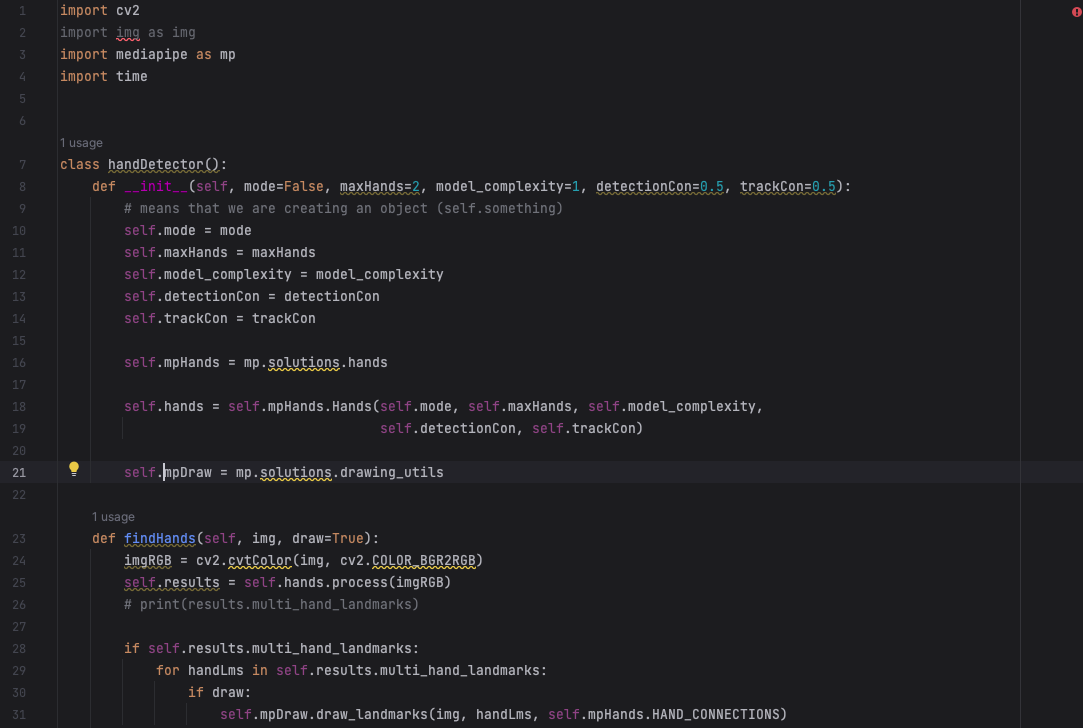 1 import cv2
2 import img as img
3 import mediapipe as mp
4 import time
5
6
1 usage
7 class handDetector():
8     def __init__(self, mode=False, maxHands=2, model_complexity=1, detectionCon=0.5, trackCon=0.5):
9         # means that we are creating an object (self.something)
10         self.mode = mode
11         self.maxHands = maxHands
12         self.model_complexity = model_complexity
13         self.detectionCon = detectionCon
14         self.trackCon = trackCon
15
16         self.mpHands = mp.solutions.hands
17
18         self.hands = self.mpHands.Hands(self.mode, self.maxHands, self.model_complexity,
19                                         self.detectionCon, self.trackCon)
20
21         self.mpDraw = mp.solutions.drawing_utils
22
1 usage
23     def findHands(self, img, draw=True):
24         imgRGB = cv2.cvtColor(img, cv2.COLOR_BGR2RGB)
25         self.results = self.hands.process(imgRGB)
26         # print(results.multi_hand_landmarks)
27
28         if self.results.multi_hand_landmarks:
29             for handLms in self.results.multi_hand_landmarks:
30                 if draw:
31                     self.mpDraw.draw_landmarks(img, handLms, self.mpHands.HAND_CONNECTIONS)